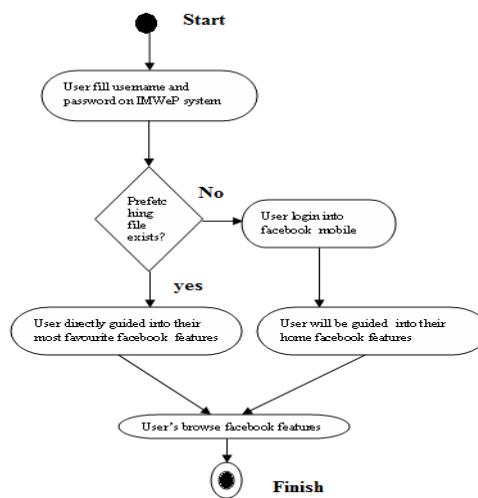 Start
User fill username and
password on IMWeP system
Prefetc
hing
file
exists?
No
User login into
facebook mobile
yes
User directly guided into their
most favourite facebook features
User will be guided into their
home facebook features
User's browse facebook features
Finish